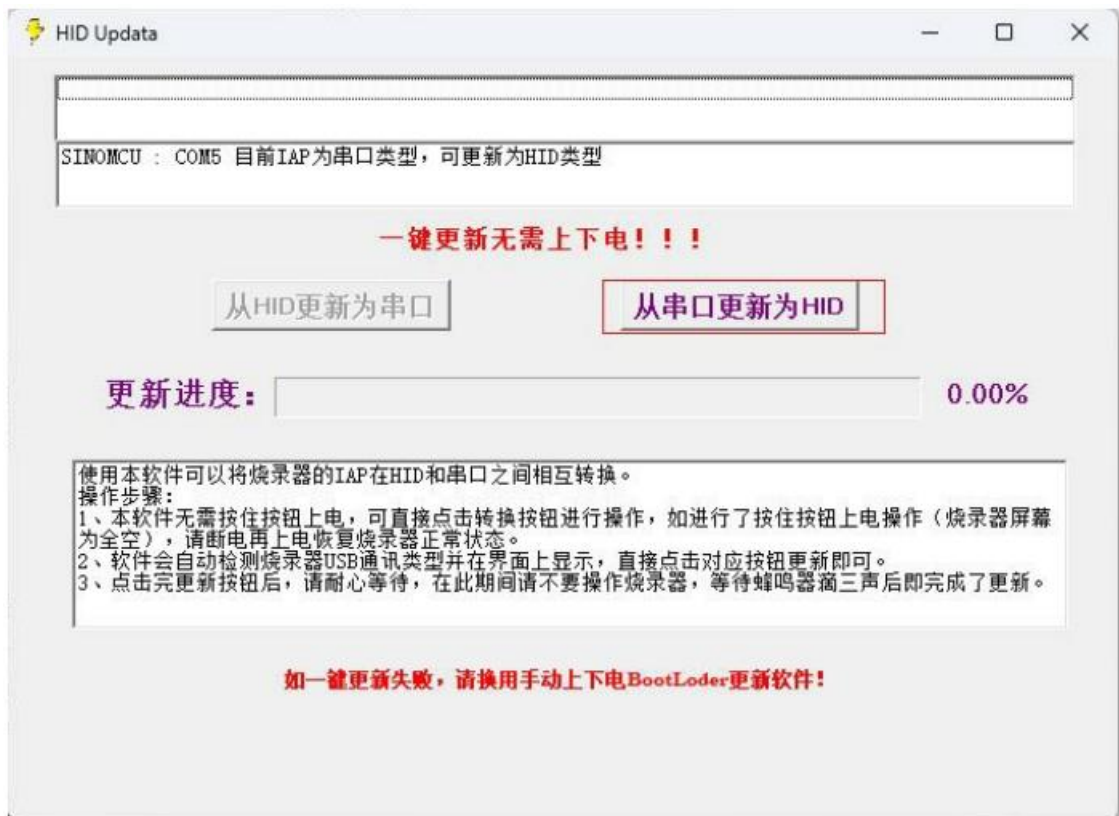 HID Updata
SINOMCU : COM5 目前IAP为串口类型，可更新为HID类型
一键更新无需上下电！！！
从HID更新为串口
从串口更新为HID
更新进度：
0.00%
使用本软件可以将烧录器的IAP在HID和串口之间相互转换。
操作步骤：
1、本软件无需按住按钮上电，可直接点击转换按钮进行操作，如进行了按住按钮上电操作（烧录器屏幕
为全空），请断电再上电恢复烧录器正常状态。
2、软件会自动检测烧录器USB通讯类型并在界面上显示，直接点击对应按钮更新即可。
3、点击完更新按钮后，请耐心等待，在此期间请不要操作烧录器，等待蜂鸣器滴三声后即完成了更新。
如一键更新失败，请换用手动上下电BootLoder更新软件！